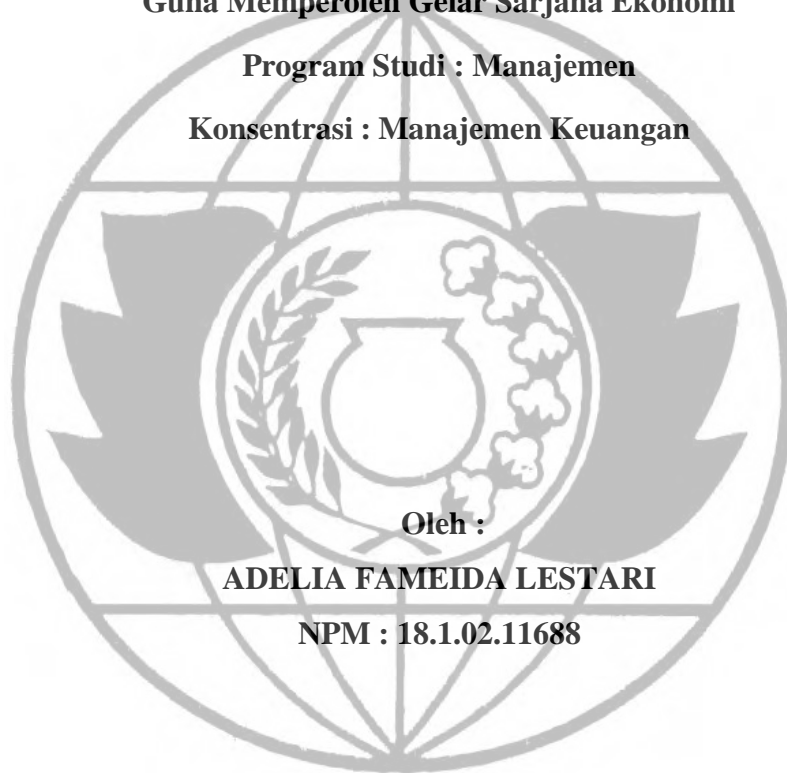 Guna Memperoleh Gelar Sarjana Ekonomi
Program Studi : Manajemen
Konsentrasi : Manajemen Keuangan
Oleh :
ADELIA FAMEIDA LESTARI
NPM : 18.1.02.11688